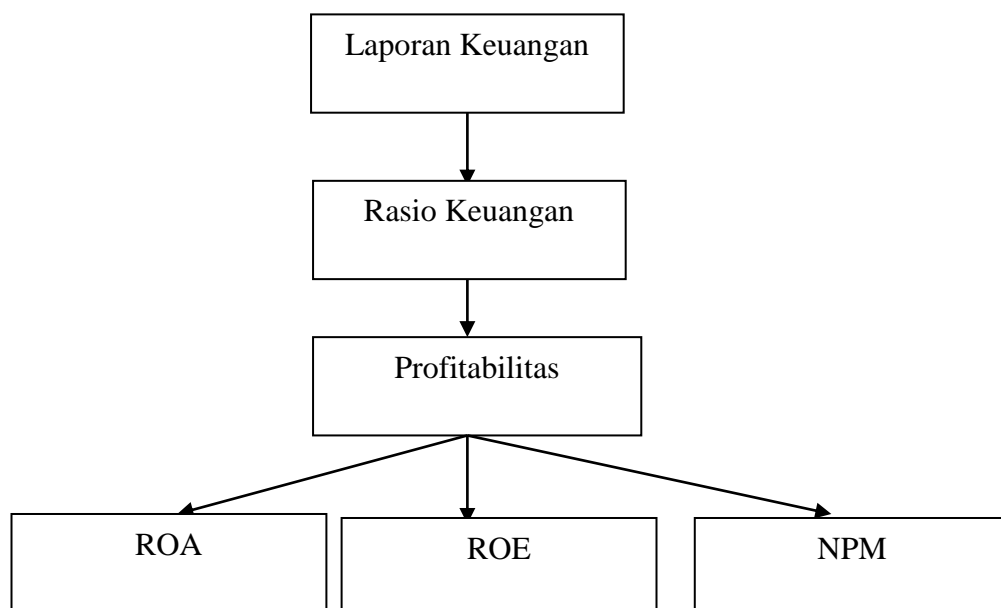 Laporan Keuangan
Rasio Keuangan
Profitabilitas
ROA
ROE
NPM